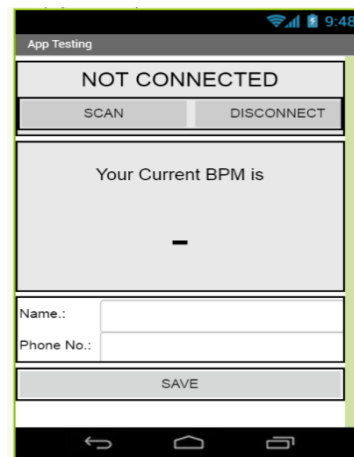 9:48
App Testing
NOT CONNECTED
SCAN DISCONNECT
Your Current BPM is
-
Name.:
Phone No.:
SAVE